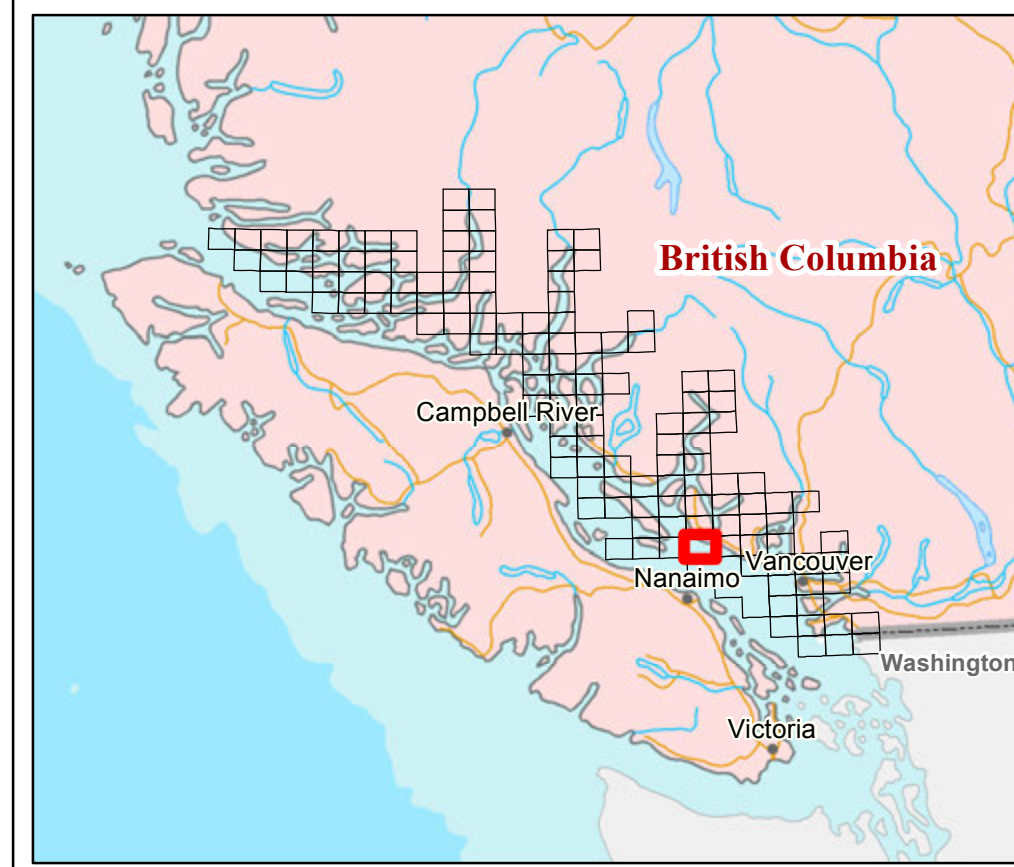 British Columbia
Campbell River
Vancouver
Nanaimo
Washington
Victoria